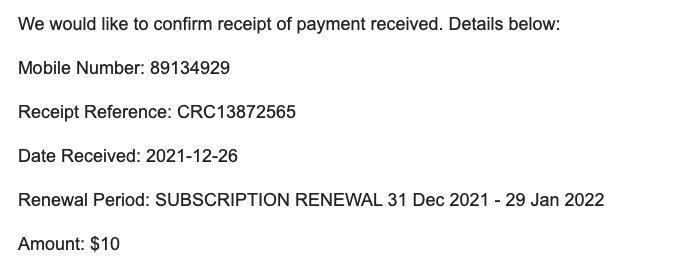 We would like to confirm receipt of payment received. Details below:
Mobile Number: 89134929
Receipt Reference: CRC13872565
Date Received: 2021-12-26
Renewal Period: SUBSCRIPTION RENEWAL 31 Dec 2021 - 29 Jan 2022
Amount: $10